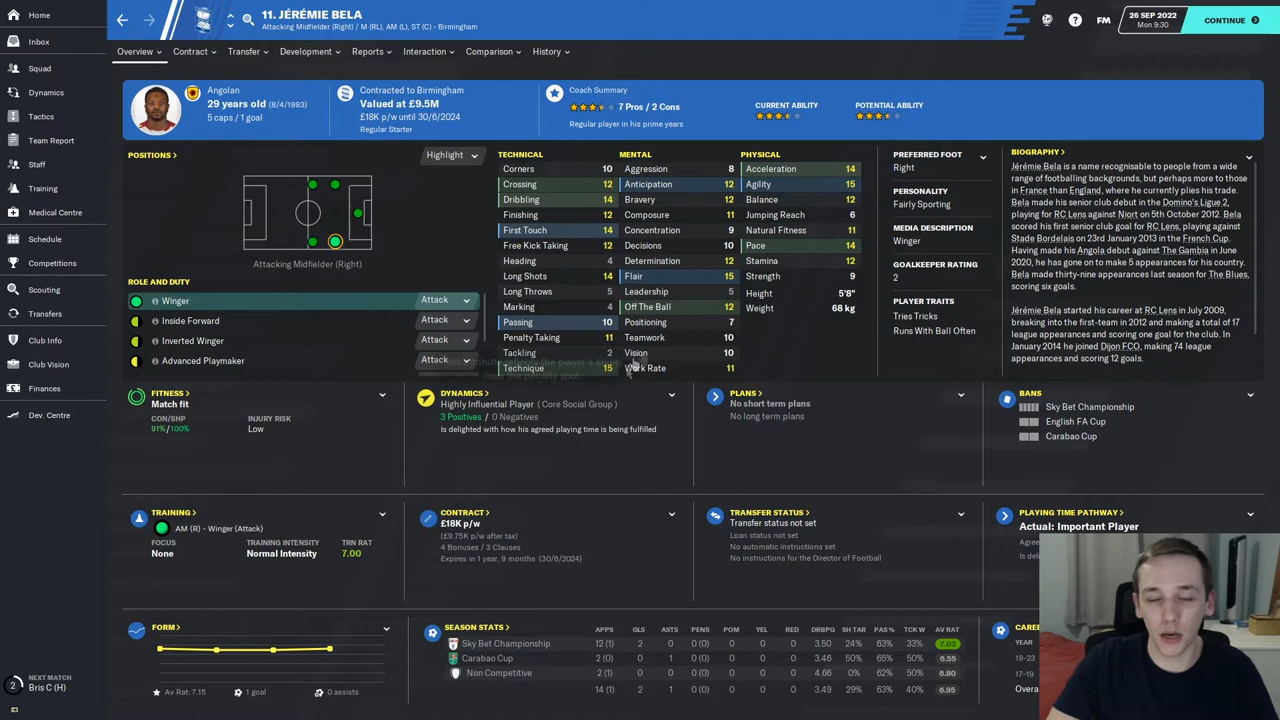 Home
Inbox
Squad
Dynamics
Tactics
Team Report
Staff
Training
Medical Centre
Schedule
Competitions
Scouting
Transfers
Club Info
Club Vision
Finances
Dev. Centre
NEXT MATCH
2 Bris C (H)
11. JÉRÉMIE BELA
Attacking Midfielder (Right) / M (RL), AM (L), ST (C) - Birmingham
FM
26 SEP 2022
Mon 9:30
CONTINUE
Overview Contract Transfer Development Reports Interaction Comparison History
Angolan
29 years old (8/4/1993)
5 caps / 1 goal
Contracted to Birmingham
Valued at £9.5M
£18K p/w until 30/6/2024
Regular Starter
Coach Summary
7 Pros / 2 Cons
Regular player in his prime years
CURRENT ABILITY
POTENTIAL ABILITY
POSITIONS
Highlight
Attacking Midfielder (Right)
ROLE AND DUTY
Winger Attack
Inside Forward Attack
Inverted Winger Attack
Advanced Playmaker Attack
TECHNICAL
Corners 10
Crossing 12
Dribbling 14
Finishing 12
First Touch 14
Free Kick Taking 12
Heading 4
Long Shots 14
Long Throws 5
Marking 4
Passing 10
Penalty Taking 11
Tackling 2
Technique 15
MENTAL
Aggression 8
Anticipation 12
Bravery 12
Composure 11
Concentration 9
Decisions 10
Determination 12
Flair 15
Leadership 5
Off The Ball 12
Positioning 7
Teamwork 10
Vision 10
Work Rate 11
PHYSICAL
Acceleration 14
Agility 15
Balance 12
Jumping Reach 6
Natural Fitness 11
Pace 14
Stamina 12
Strength 9
Height 5'8"
Weight 68 kg
PREFERRED FOOT
Right
PERSONALITY
Fairly Sporting
MEDIA DESCRIPTION
Winger
GOALKEEPER RATING
2
PLAYER TRAITS
Tries Tricks
Runs With Ball Often
BIOGRAPHY
Jérémie Bela is a name recognisable to people from a wide
range of footballing backgrounds, but perhaps more to those
in France than England, where he currently plies his trade.
Bela made his senior club debut in the Domino's Ligue 2,
playing for RC Lens against Niort on 5th October 2012. Bela
scored his first senior goal for RC Lens, playing against
Stade Bordelais on 23rd January 2013 in the French Cup.
Having made his Angola debut against The Gambia in June
2020, he has gone on to make 5 appearances for his country.
Bela made thirty-nine appearances last season for The Blues,
scoring six goals.
Jérémie Bela started his career at RC Lens in July 2009,
breaking into the first-team in 2012 and making a total of 17
league appearances for the club.
In January 2014 he joined Dijon FCO, making 74 league
appearances and scoring 12 goals.
FITNESS
Match fit
CON/SHP
91%/100%
INJURY RISK
Low
DYNAMICS
Highly Influential Player ( Core Social Group )
3 Positives / 0 Negatives
Is delighted with how his agreed playing time is being fulfilled
PLANS
No short term plans
No long term plans
BANS
Sky Bet Championship
English FA Cup
Carabao Cup
TRAINING
AM (R) - Winger (Attack)
FOCUS
None
TRAINING INTENSITY
Normal Intensity
TRN RAT
7.00
CONTRACT
£18K p/w
(£9.75K p/w after tax)
4 Bonuses / 3 Clauses
Expires in 1 year, 9 months (30/6/2024)
TRANSFER STATUS
Transfer status not set
Loan status not set
No automatic instructions set
No instructions for the Director of Football
PLAYING TIME PATHWAY
Actual: Important Player
Agree
Is deli
FORM
Av Rat: 7.15 1 goal 0 assists
SEASON STATS APPS GLS ASTS PENS POM YEL RED DRBPG SH TAR PAS % TCK W AV RAT
Sky Bet Championship 12 (1) 2 0 0 (0) 0 0 0 3.50 24% 63% 33% 7.02
Carabao Cup 2 (0) 0 1 0 (0) 0 0 0 3.46 50% 65% 50% 6.55
Non Competitive 2 (1) 0 0 0 (0) 0 0 0 4.66 0% 62% 50% 6.80
14 (1) 2 1 0 (0) 0 0 0 3.49 29% 63% 40% 6.95
CAREE
YEAR
19-23
17-19
Overa